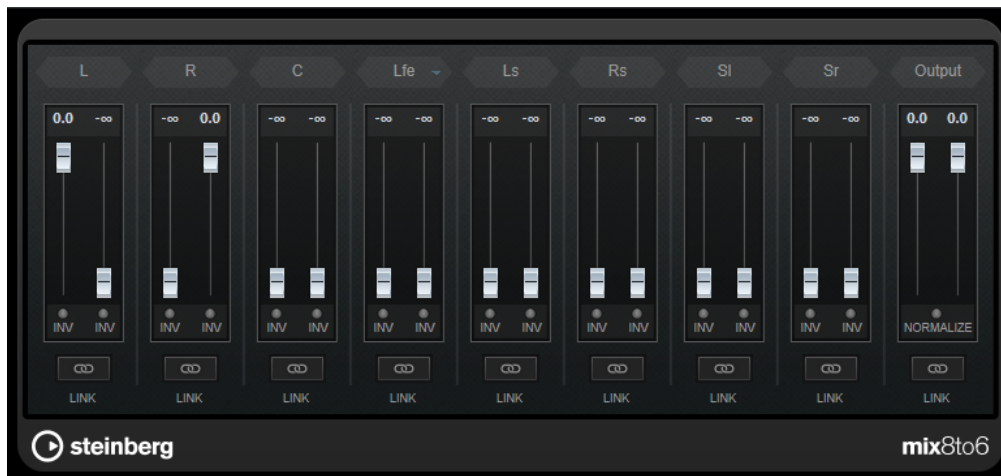 L R C Lfe Ls Rs Sl Sr Output
0.0 -∞ -∞ 0.0 -∞ -∞ -∞ -∞ -∞ -∞ -∞ -∞ -∞ -∞ -∞ -∞ 0.0 0.0
INV INV INV INV INV INV INV INV INV INV INV INV INV INV INV INV NORMALIZE
LINK LINK LINK LINK LINK LINK LINK LINK LINK
steinberg mix8to6